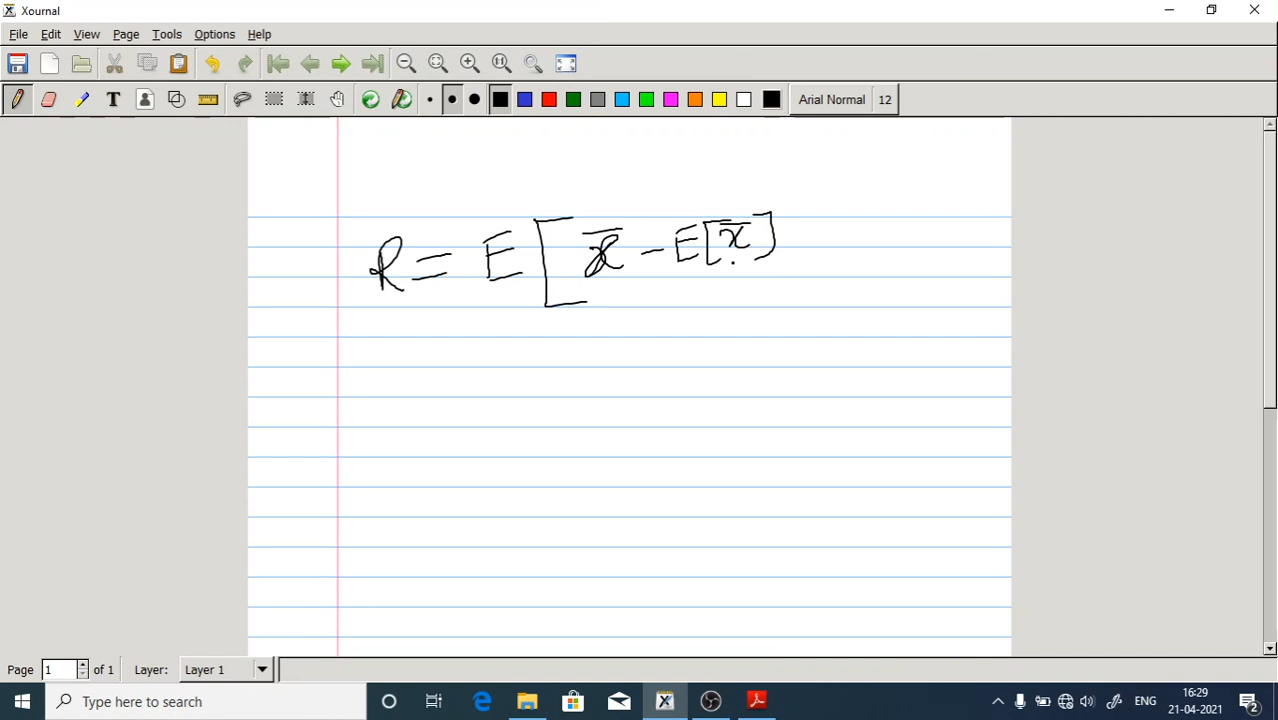 Xournal
File Edit View Page Tools Options Help
Arial Normal 12
R = E [ x̅ - E[x̅]
Page 1 of 1 Layer: Layer 1
Type here to search
ENG
16:29
21-04-2021
2